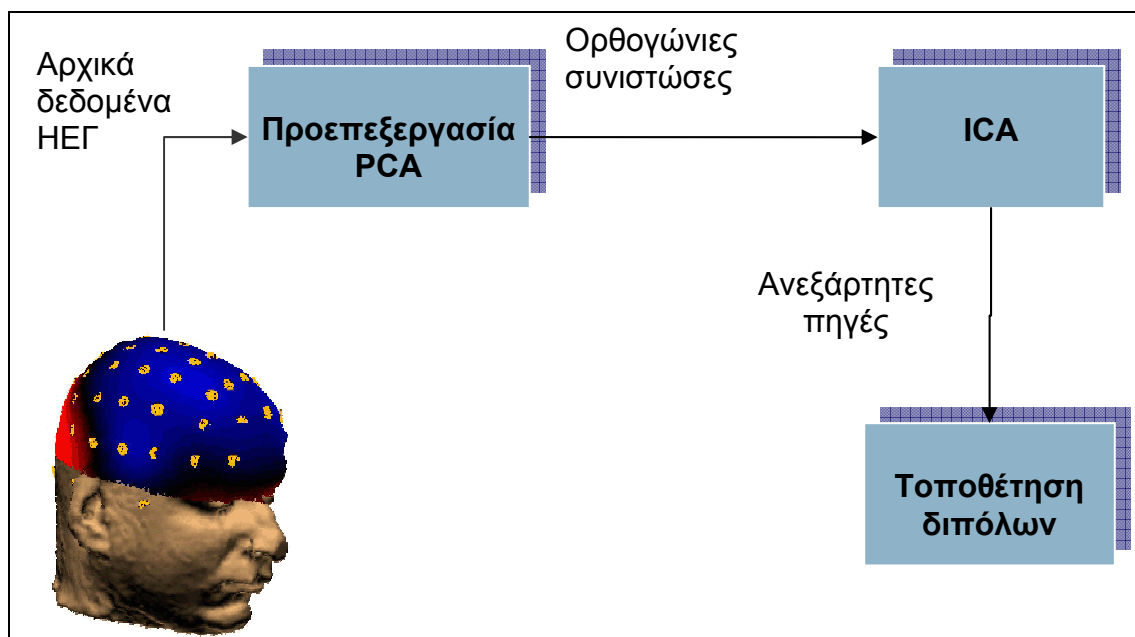 Αρχικά
δεδομένα
ΗΕΓ
Προεπεξεργασία
PCA
Ορθογώνιες
συνιστώσες
ICA
Ανεξάρτητες
πηγές
Τοποθέτηση
διπόλων